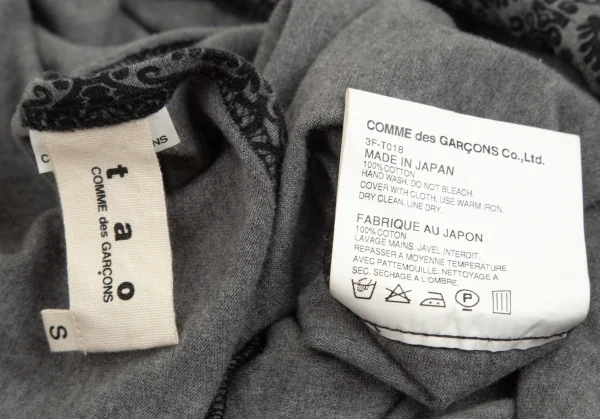 tao
COMME des GARÇONS
S
NS
COMME des GARÇONS Co.,Ltd.
3F-T018
MADE IN JAPAN
100%COTTON
HAND WASH. DO NOT BLEACH.
COVER WITH CLOTH, USE WARM IRON.
DRY CLEAN, LINE DRY.
FABRIQUE AU JAPON
100%COTON
LAVAGE MAINS. JAVEL INTERDIT.
REPASSER A MOYENNE TEMPERATURE
AVEC PATTEMOUILLE. NETTOYAGE A
SEC. SECHAGE A L'OMBRE.
P